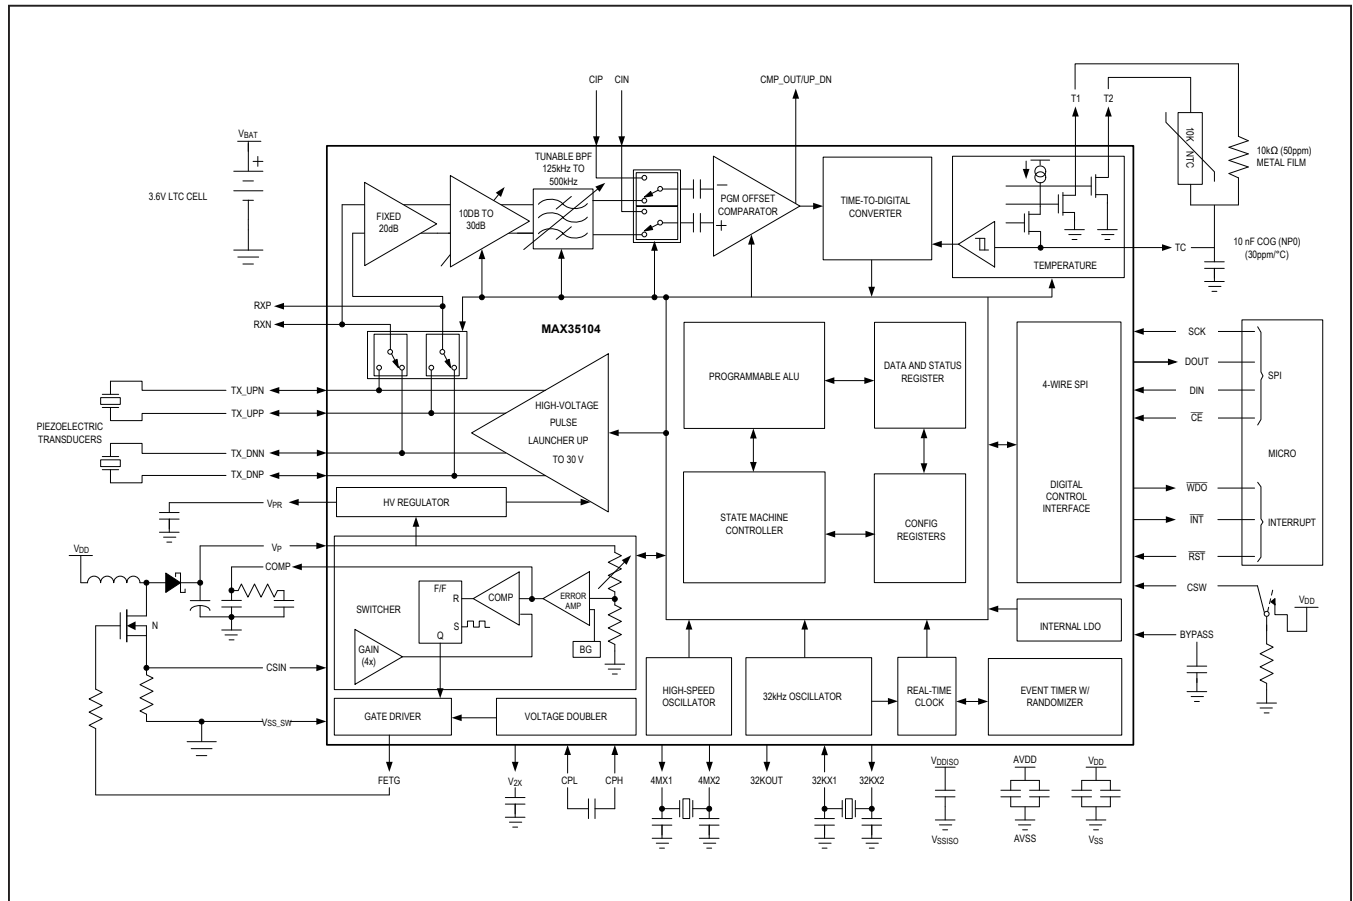 CIP
CIN
CMP_OUT/UP_DN
T1
T2
VBAT
3.6V LTC CELL
TUNABLE BPF
125kHz TO
500kHz
FIXED
20dB
10DB TO
30dB
PGM OFFSET
COMPARATOR
TIME-TO-DIGITAL
CONVERTER
TEMPERATURE
10K NTC
10kΩ (50ppm)
METAL FILM
TC
10 nF COG (NP0)
(30ppm/°C)
RXP
RXN
MAX35104
PIEZOELECTRIC
TRANSDUCERS
TX_UPN
TX_UPP
TX_DNN
TX_DNP
HIGH-VOLTAGE
PULSE
LAUNCHER UP
TO 30 V
PROGRAMMABLE ALU
DATA AND STATUS
REGISTER
STATE MACHINE
CONTROLLER
CONFIG
REGISTERS
4-WIRE SPI
DIGITAL
CONTROL
INTERFACE
SCK
DOUT
DIN
CE
SPI
MICRO
WDO
INT
RST
INTERRUPT
CSW
VDD
BYPASS
INTERNAL LDO
VPR
HV REGULATOR
VDD
VP
COMP
N
CSIN
VSS_SW
SWITCHER
F/F
R
S
Q
COMP
ERROR
AMP
BG
GAIN
(4x)
GATE DRIVER
VOLTAGE DOUBLER
HIGH-SPEED
OSCILLATOR
32kHz OSCILLATOR
REAL-TIME
CLOCK
EVENT TIMER W/
RANDOMIZER
FETG
V2X
CPL
CPH
4MX1
4MX2
32KOUT
32KX1
32KX2
VDDISO
VSSISO
AVDD
AVSS
VDD
VSS